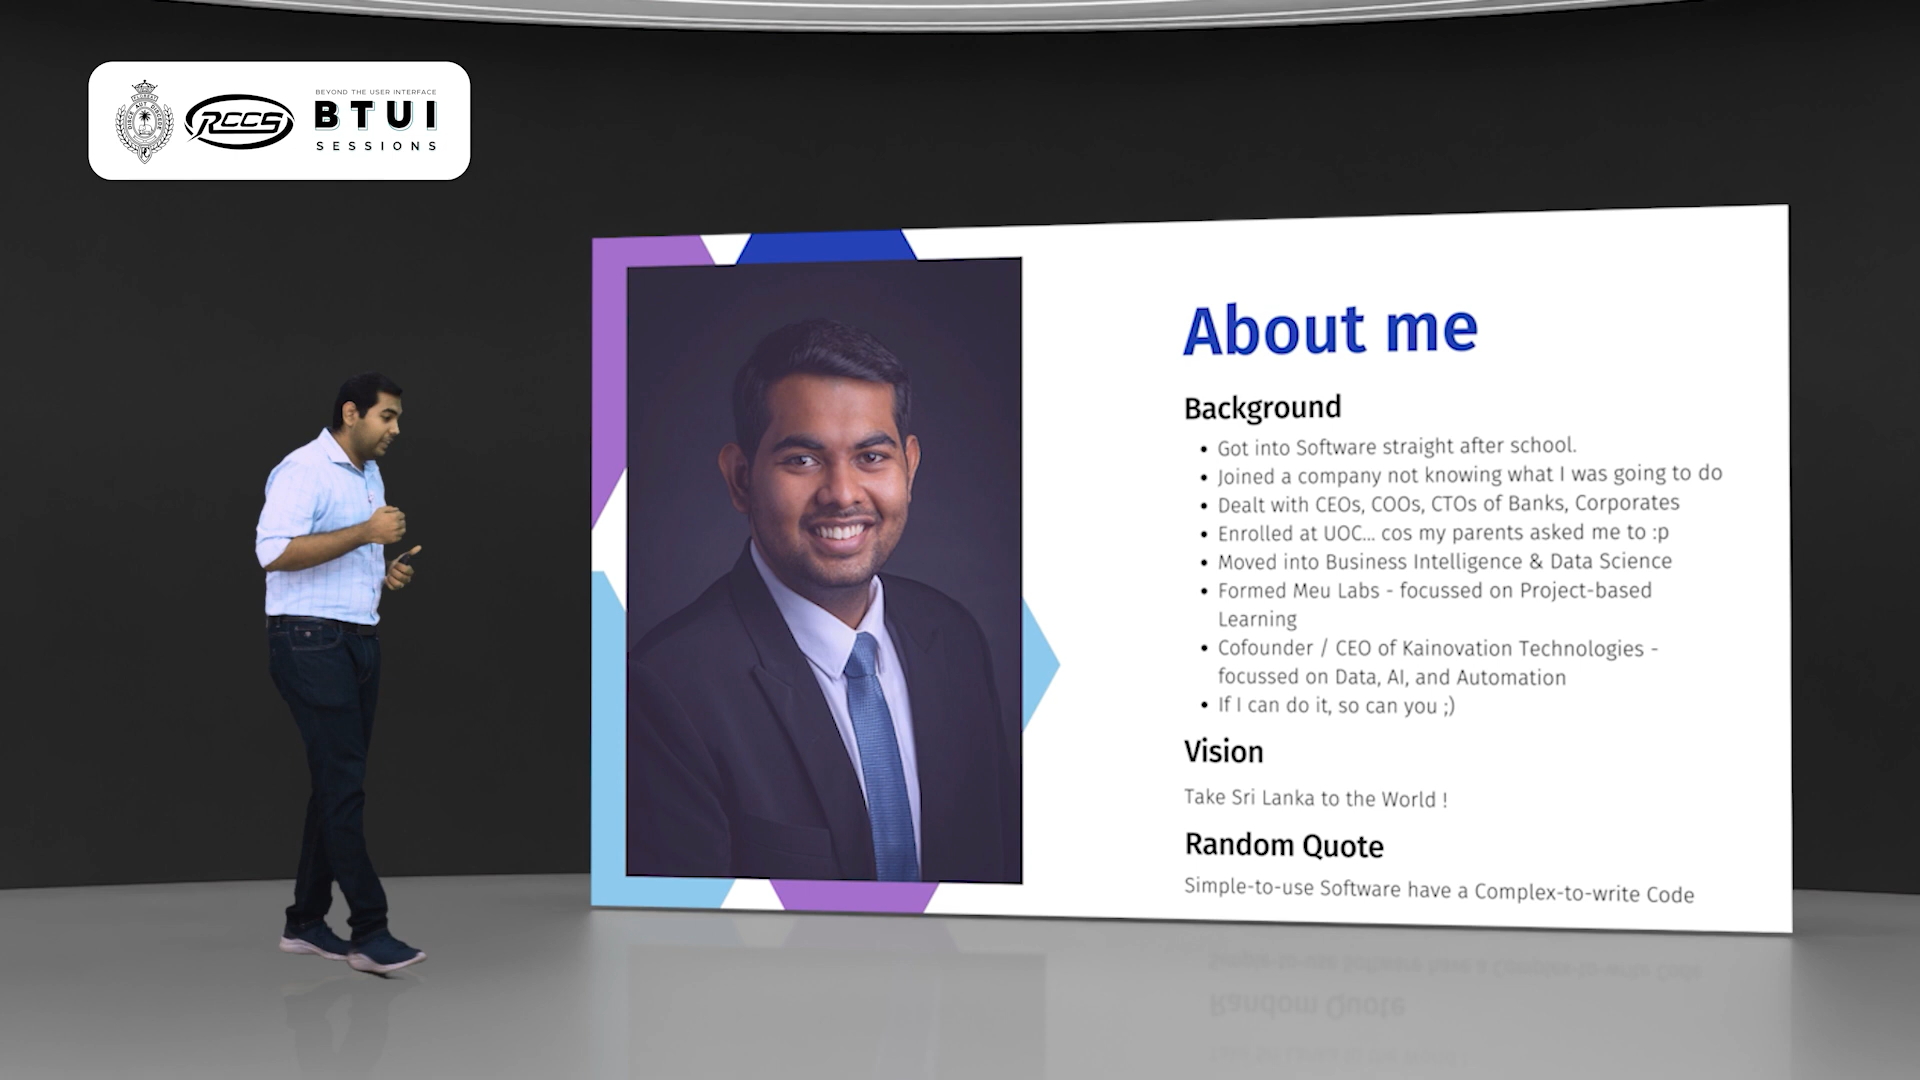 DISCE AUT DISCEDE
RCCS
BEYOND THE USER INTERFACE
BTUI
SESSIONS
About me
Background
• Got into Software straight after school.
• Joined a company not knowing what I was going to do
• Dealt with CEOs, COOs, CTOs of Banks, Corporates
• Enrolled at UOC... cos my parents asked me to :p
• Moved into Business Intelligence & Data Science
• Formed Meu Labs - focussed on Project-based
Learning
• Cofounder / CEO of Kainovation Technologies -
focussed on Data, AI, and Automation
• If I can do it, so can you ;)
Vision
Take Sri Lanka to the World !
Random Quote
Simple-to-use Software have a Complex-to-write Code